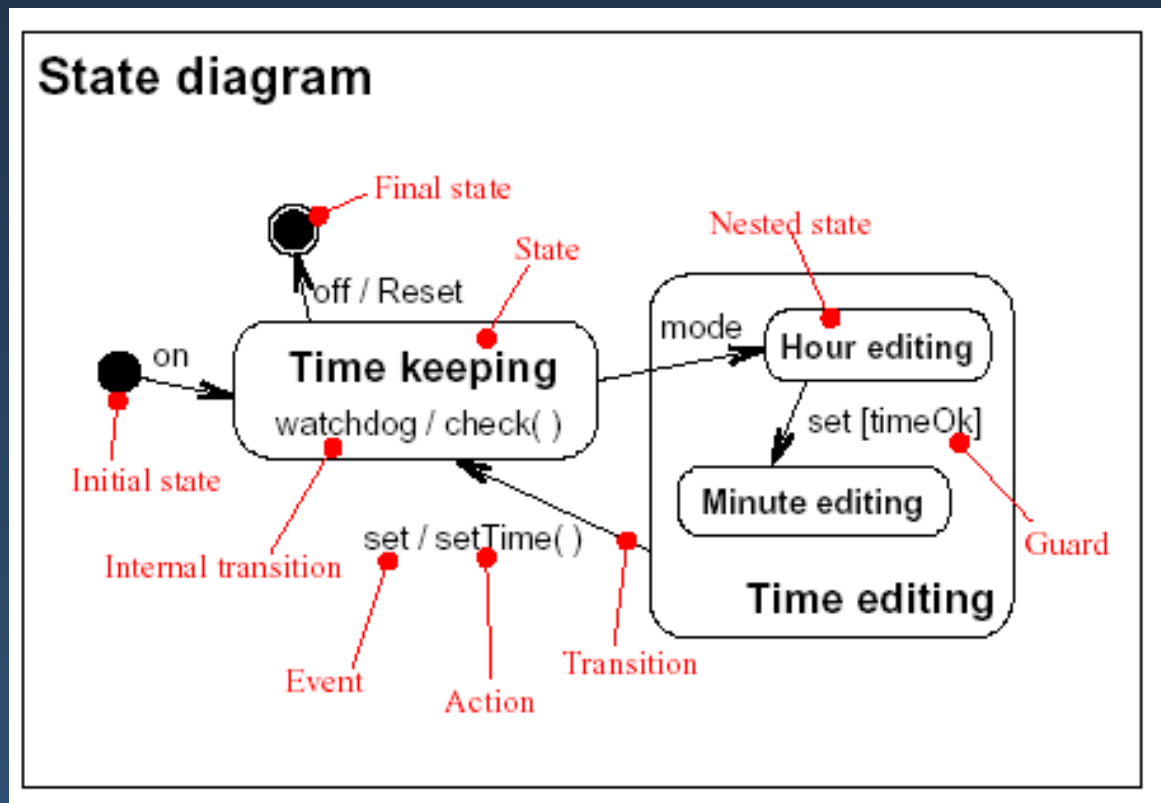 State diagram
Final state
Nested state
State
off / Reset
mode
Hour editing
on
Time keeping
watchdog / check( )
set [timeOk]
Initial state
Minute editing
set / setTime( )
Guard
Internal transition
Time editing
Transition
Event
Action